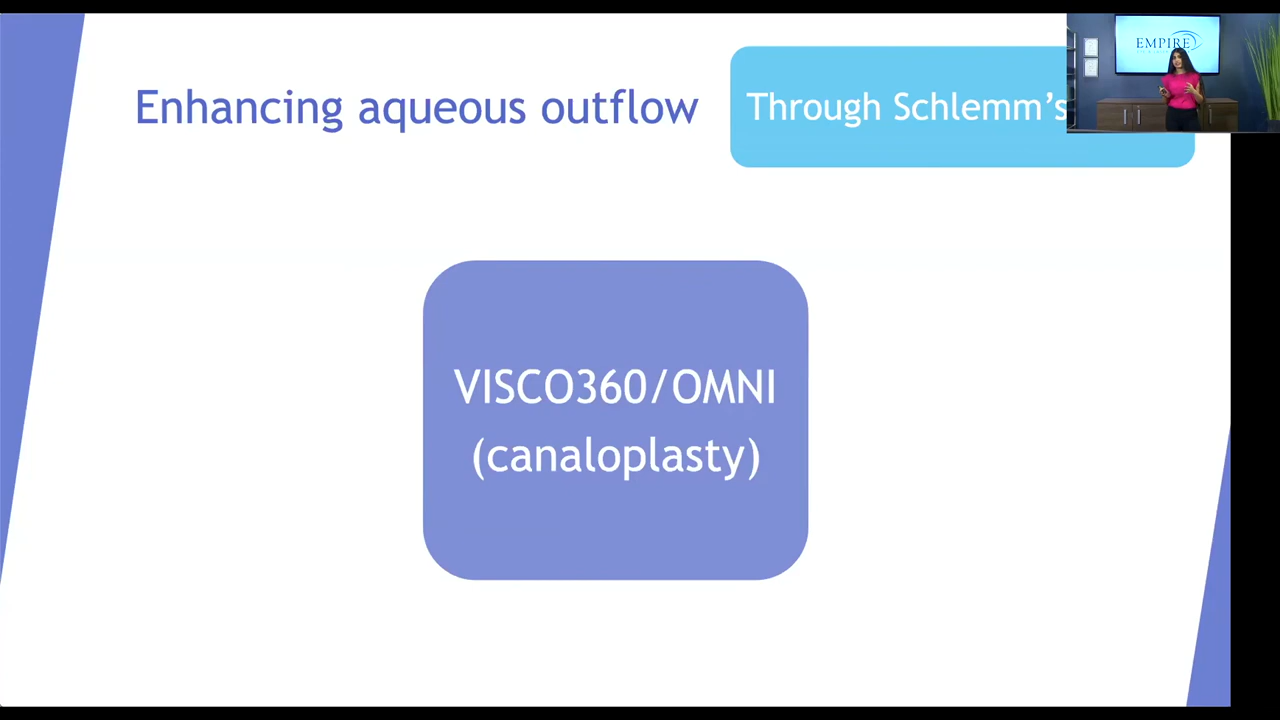 Enhancing aqueous outflow
Through Schlemm's
EMPIRE
VISCO360/OMNI
(canaloplasty)